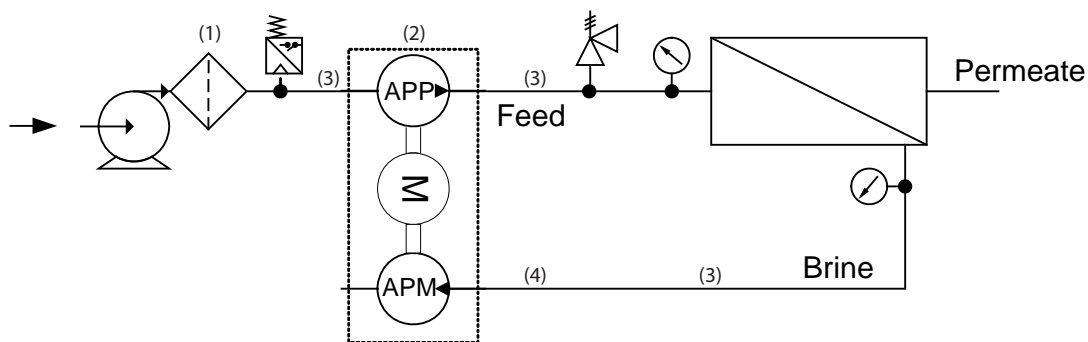 (1)
(2)
(3)
APP
(3)
Feed
Permeate
M
APM
(4)
(3)
Brine